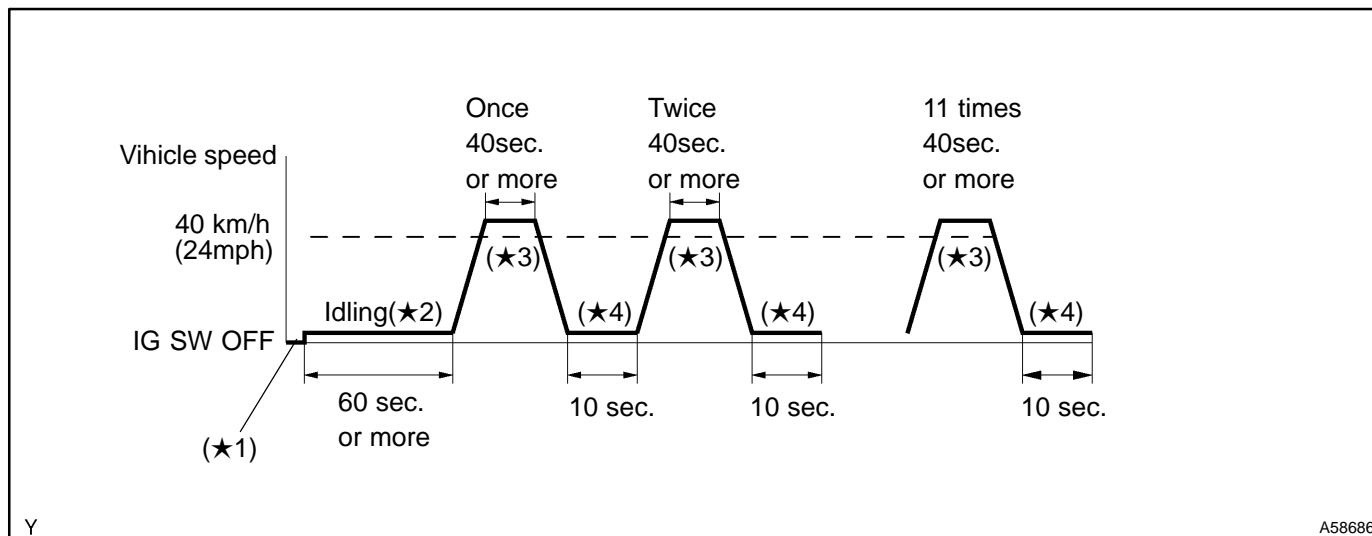 Once
40sec.
or more
Twice
40sec.
or more
11 times
40sec.
or more
Vihicle speed
40 km/h
(24mph)
(★3)
(★3)
(★3)
Idling(★2)
(★4)
(★4)
(★4)
IG SW OFF
60 sec.
or more
10 sec.
10 sec.
10 sec.
(★1)
Y
A58686